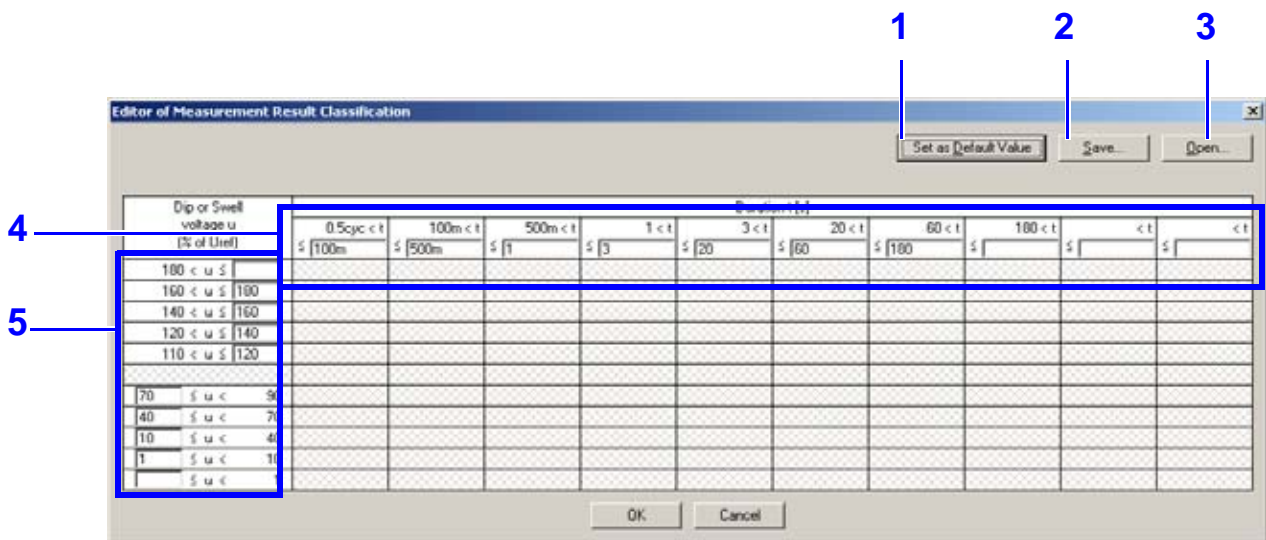 1 2 3
Editor of Measurement Result Classification
Set as Default Value Save... Open...
Dip or Swell
voltage u
(% of Uref)
4
0.5cyc < t 100m < t 500m < t 1 < t 3 < t 20 < t 60 < t 180 < t < t < t
≤ 100m ≤ 500m ≤ 1 ≤ 3 ≤ 20 ≤ 60 ≤ 180 ≤ ≤ ≤
180 < u ≤
160 < u ≤ 180
140 < u ≤ 160
5
120 < u ≤ 140
110 < u ≤ 120
70 ≤ u < 90
40 ≤ u < 70
10 ≤ u < 40
1 ≤ u < 10
≤ u <
OK Cancel